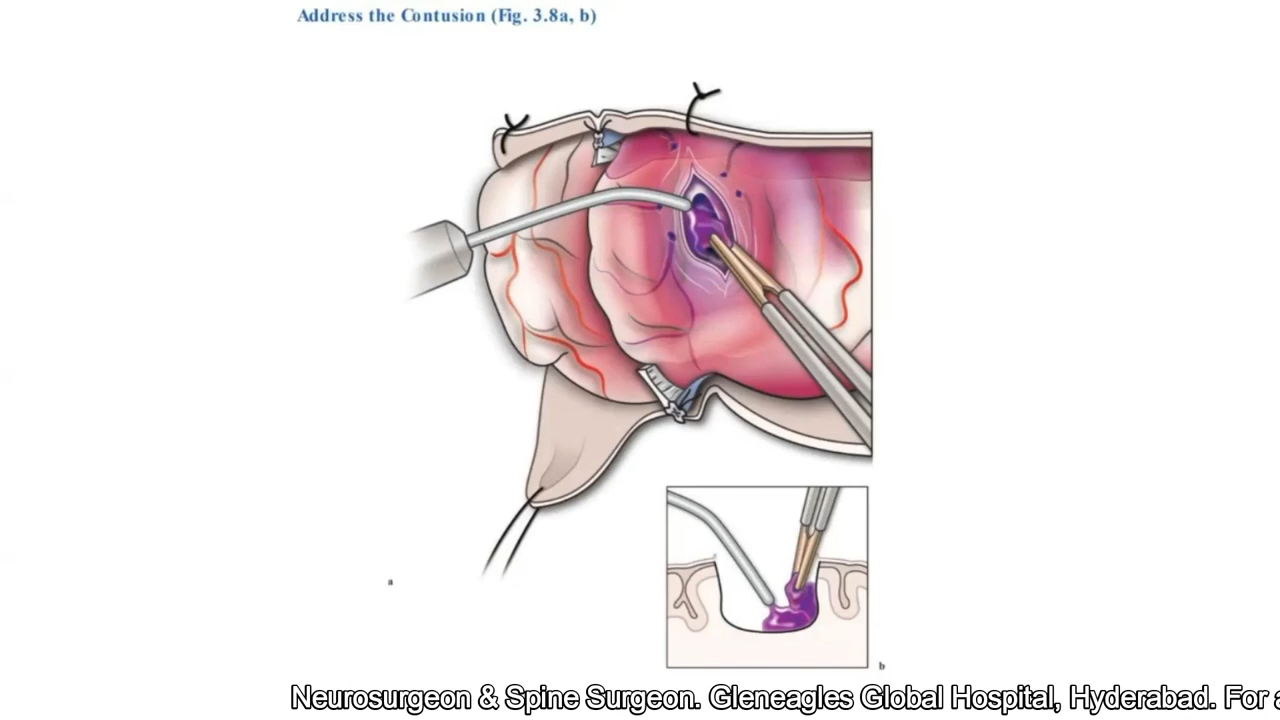 Address the Contusion (Fig. 3.8a, b)
a
b
Neurosurgeon & Spine Surgeon. Gleneagles Global Hospital, Hyderabad. For